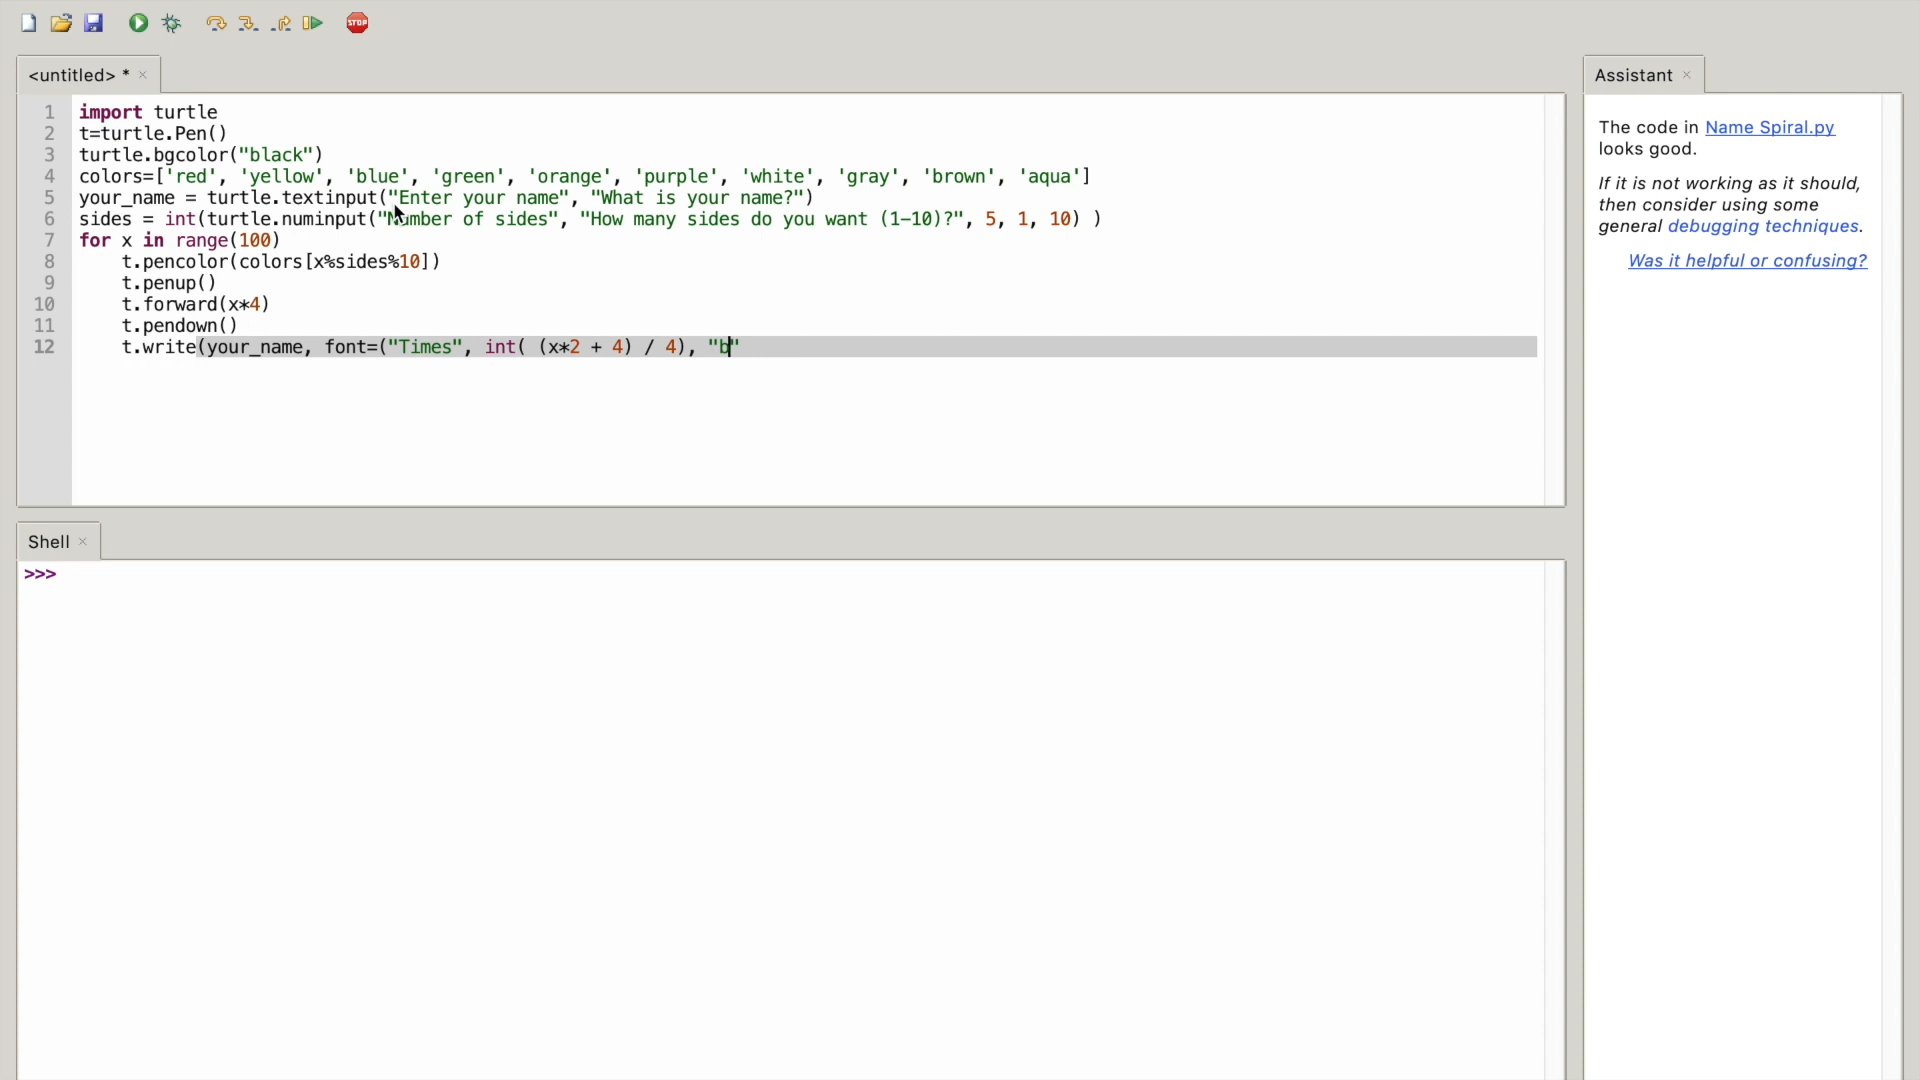 STOP
<untitled> *
1 import turtle
2 t=turtle.Pen()
3 turtle.bgcolor("black")
4 colors=['red', 'yellow', 'blue', 'green', 'orange', 'purple', 'white', 'gray', 'brown', 'aqua']
5 your_name = turtle.textinput("Enter your name", "What is your name?")
6 sides = int(turtle.numinput("Number of sides", "How many sides do you want (1-10)?", 5, 1, 10) )
7 for x in range(100)
8     t.pencolor(colors[x%sides%10])
9     t.penup()
10     t.forward(x*4)
11     t.pendown()
12     t.write(your_name, font=("Times", int( (x*2 + 4) / 4), "b"
Shell
>>>
Assistant
The code in Name Spiral.py
looks good.
If it is not working as it should,
then consider using some
general debugging techniques.
Was it helpful or confusing?